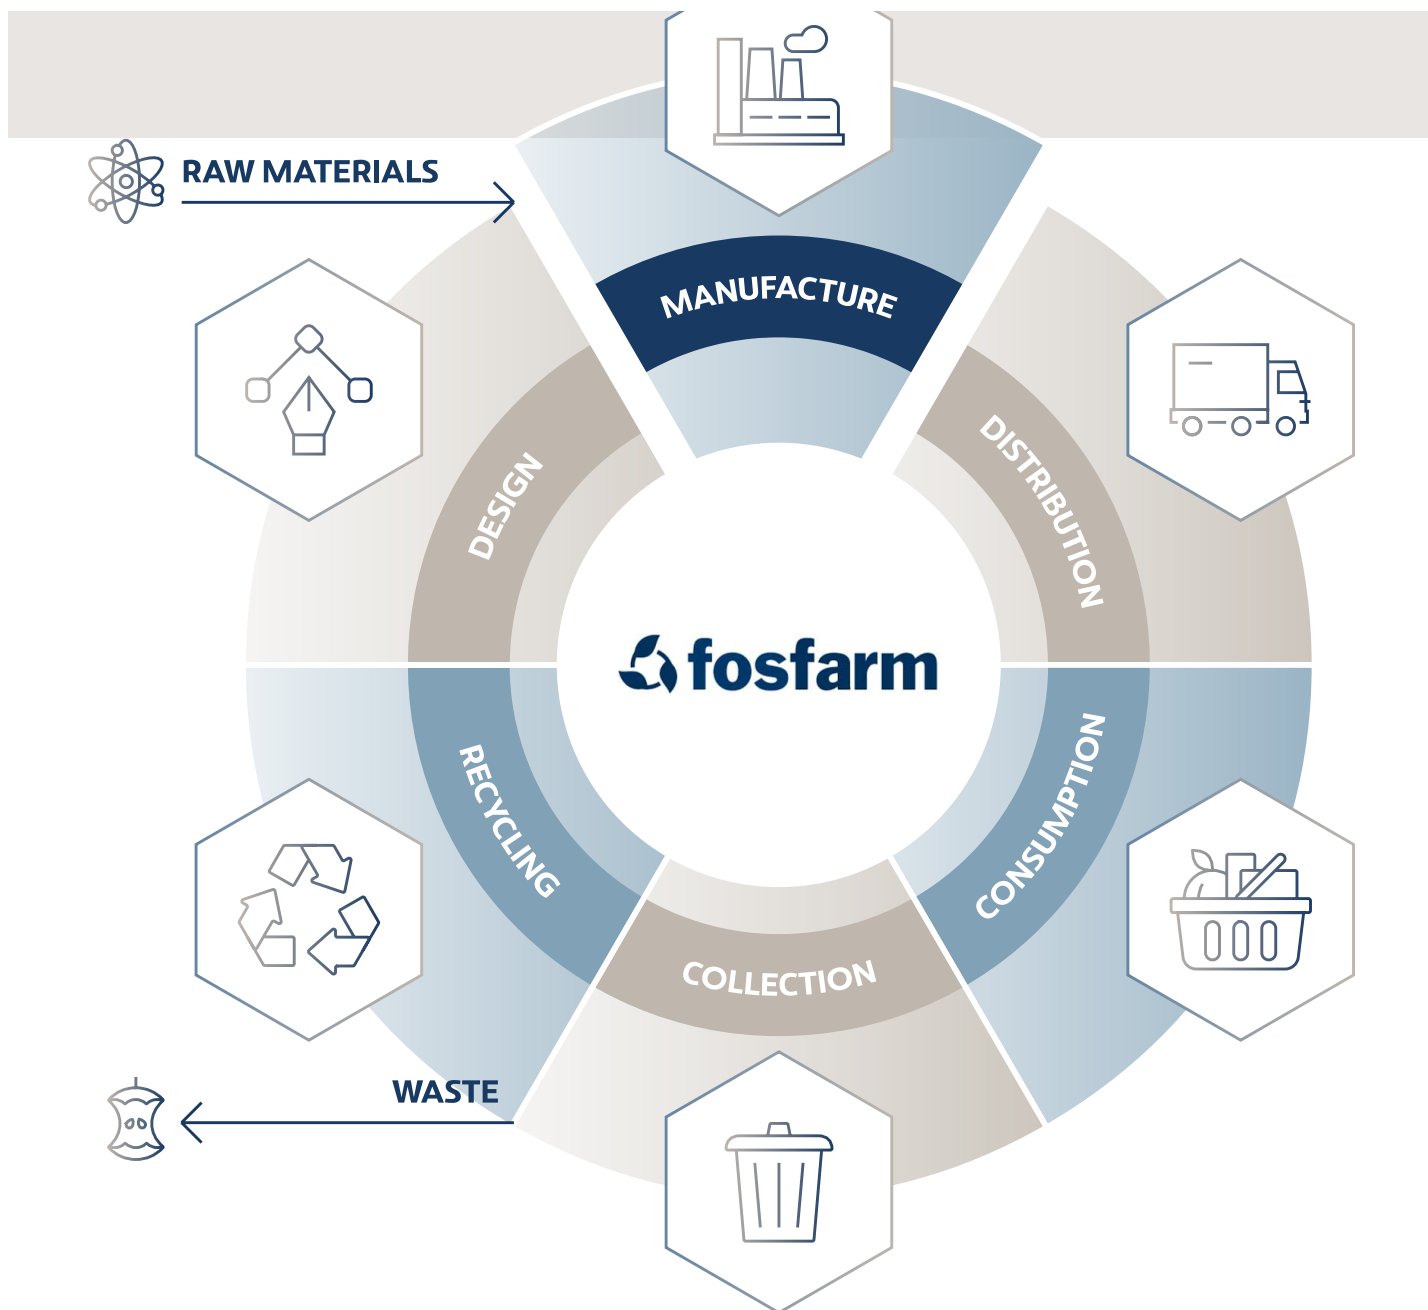 RAW MATERIALS
MANUFACTURE
DESIGN
DISTRIBUTION
fosfarm
RECYCLING
CONSUMPTION
COLLECTION
WASTE